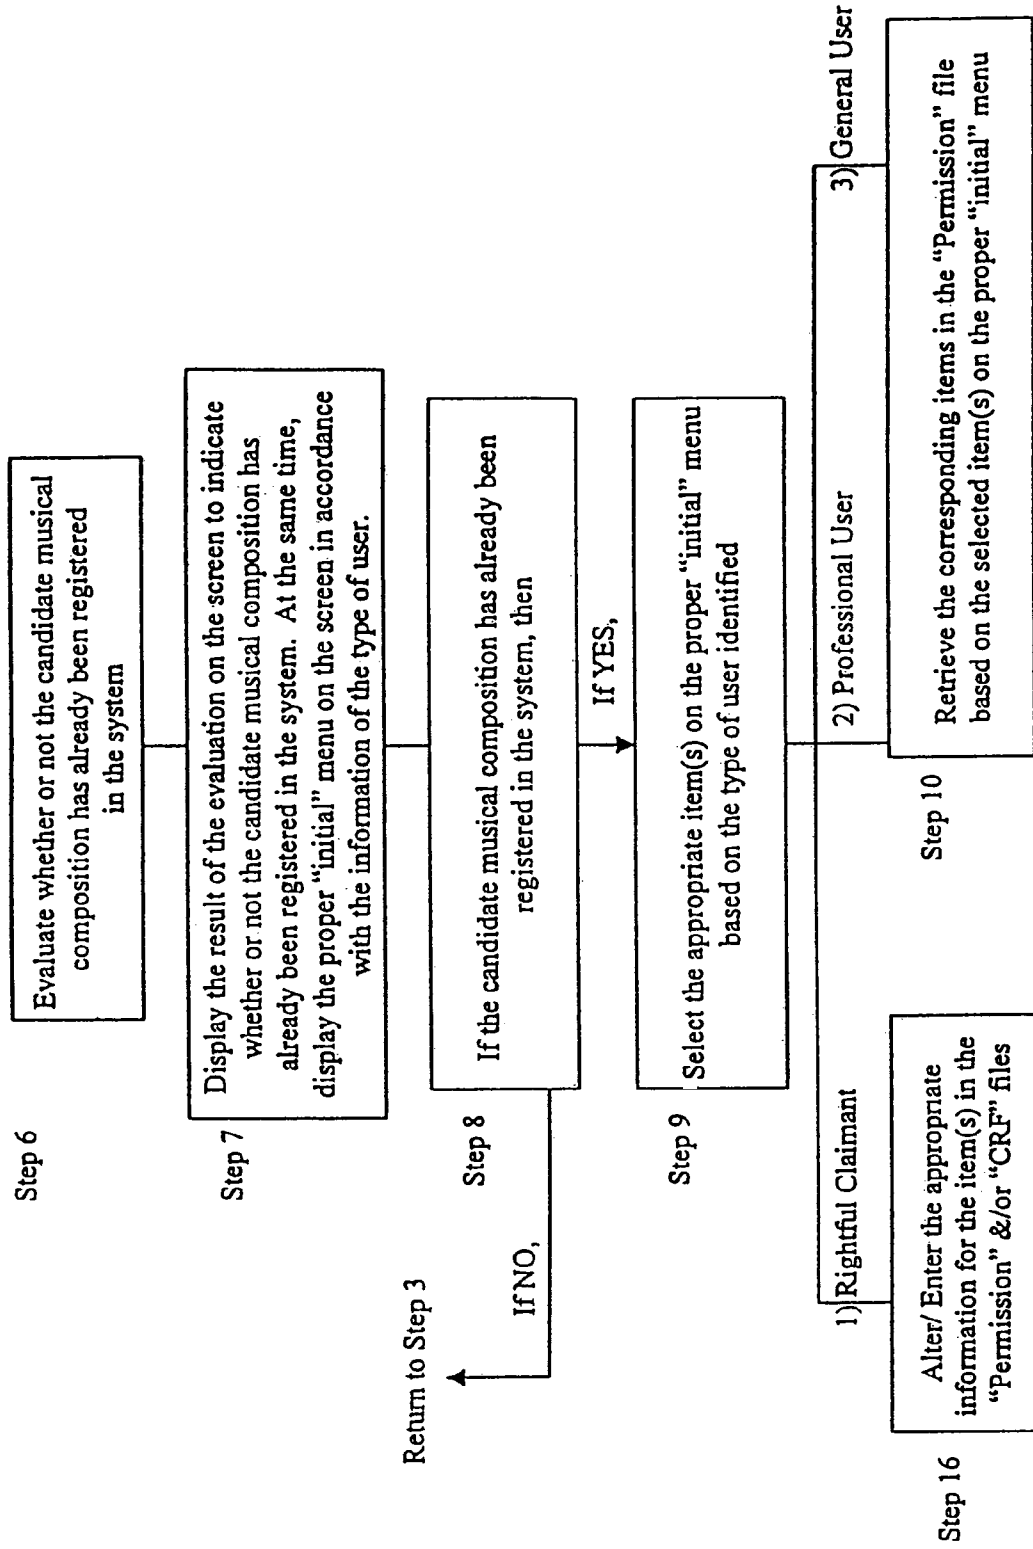 Step 6
Evaluate whether or not the candidate musical
composition has already been registered
in the system
Step 7
Display the result of the evaluation on the screen to indicate
whether or not the candidate musical composition has
already been registered in the system. At the same time,
display the proper “initial” menu on the screen in accordance
with the information of the type of user.
Step 8
If the candidate musical composition has already been
registered in the system, then
If NO,
Return to Step 3
If YES,
Step 9
Select the appropriate item(s) on the proper “initial” menu
based on the type of user identified
1) Rightful Claimant
2) Professional User
3) General User
Step 16
Alter/ Enter the appropriate
information for the item(s) in the
“Permission” &/or “CRF” files
Step 10
Retrieve the corresponding items in the “Permission” file
based on the selected item(s) on the proper “initial” menu